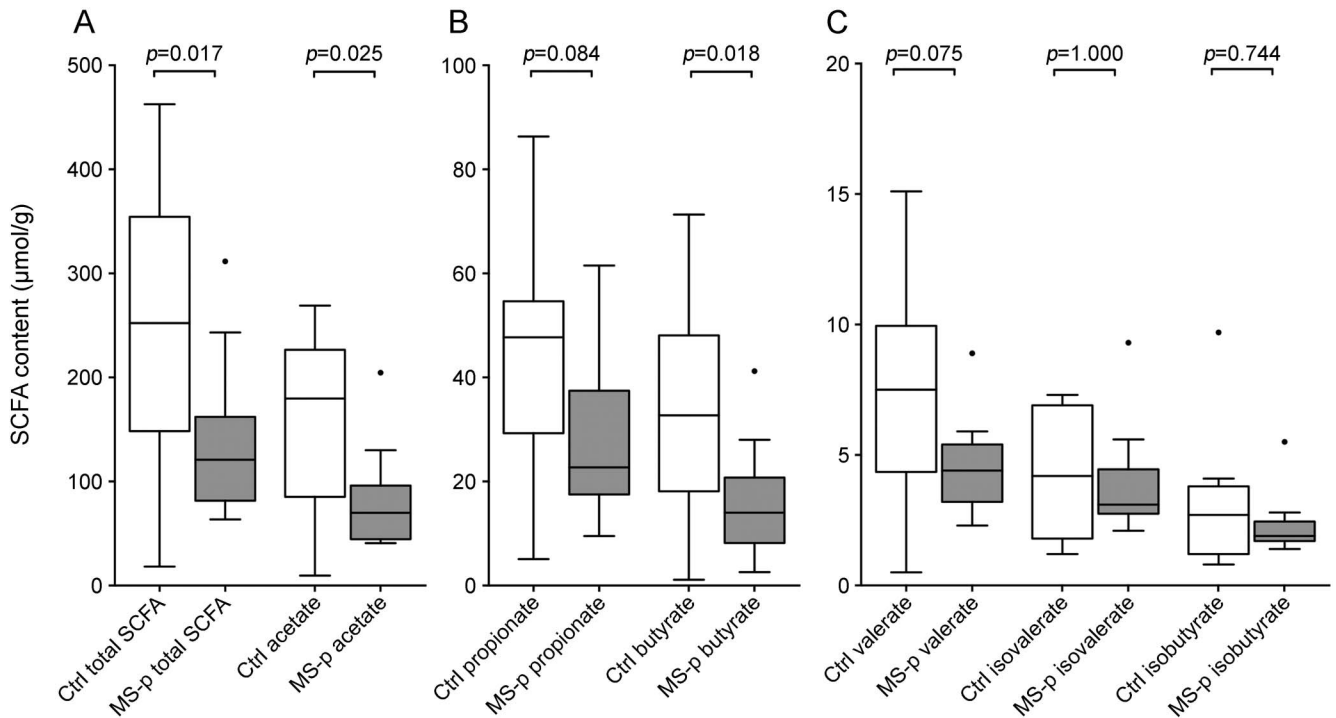 A
B
C
p=0.017
p=0.025
p=0.084
p=0.018
p=0.075
p=1.000
p=0.744
SCFA content (µmol/g)
500
400
300
200
100
0
Ctrl total SCFA
MS-p total SCFA
Ctrl acetate
MS-p acetate
100
80
60
40
20
0
Ctrl propionate
MS-p propionate
Ctrl butyrate
MS-p butyrate
20
15
10
5
0
Ctrl valerate
MS-p valerate
Ctrl isovalerate
MS-p isovalerate
Ctrl isobutyrate
MS-p isobutyrate